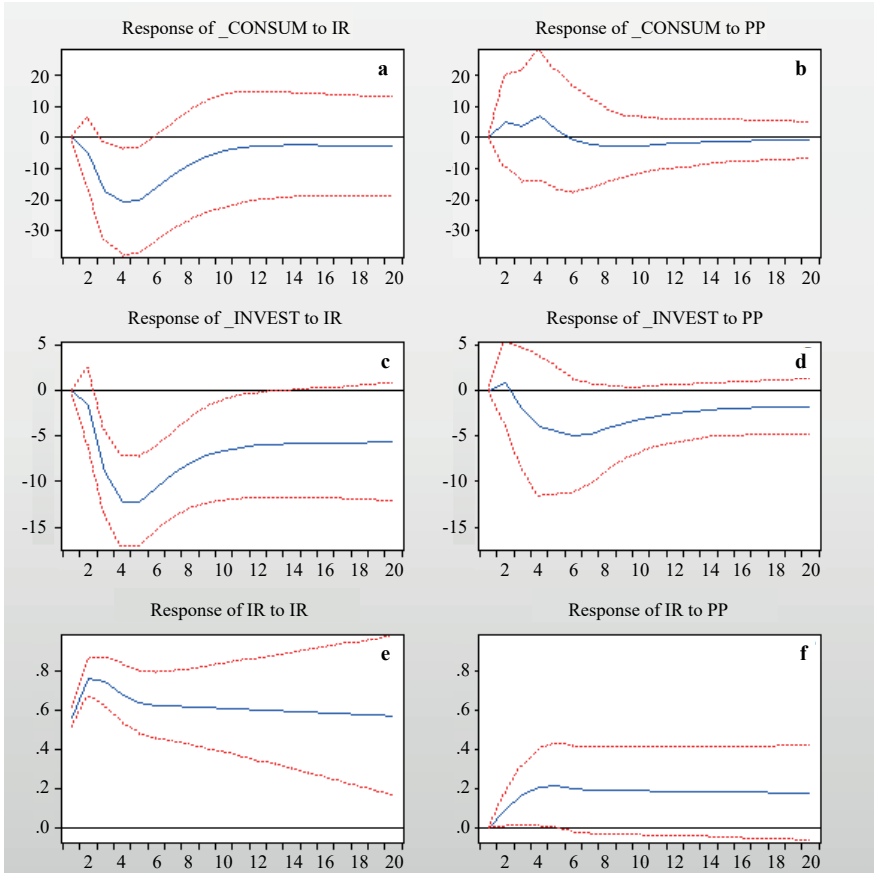 Response of _CONSUM to IR
a
20
10
0
-10
-20
-30
2 4 6 8 10 12 14 16 18 20
Response of _CONSUM to PP
b
20
10
0
-10
-20
-30
2 4 6 8 10 12 14 16 18 20
Response of _INVEST to IR
c
5
0
-5
-10
-15
2 4 6 8 10 12 14 16 18 20
Response of _INVEST to PP
d
5
0
-5
-10
-15
2 4 6 8 10 12 14 16 18 20
Response of IR to IR
e
.8
.6
.4
.2
.0
2 4 6 8 10 12 14 16 18 20
Response of IR to PP
f
.8
.6
.4
.2
.0
2 4 6 8 10 12 14 16 18 20